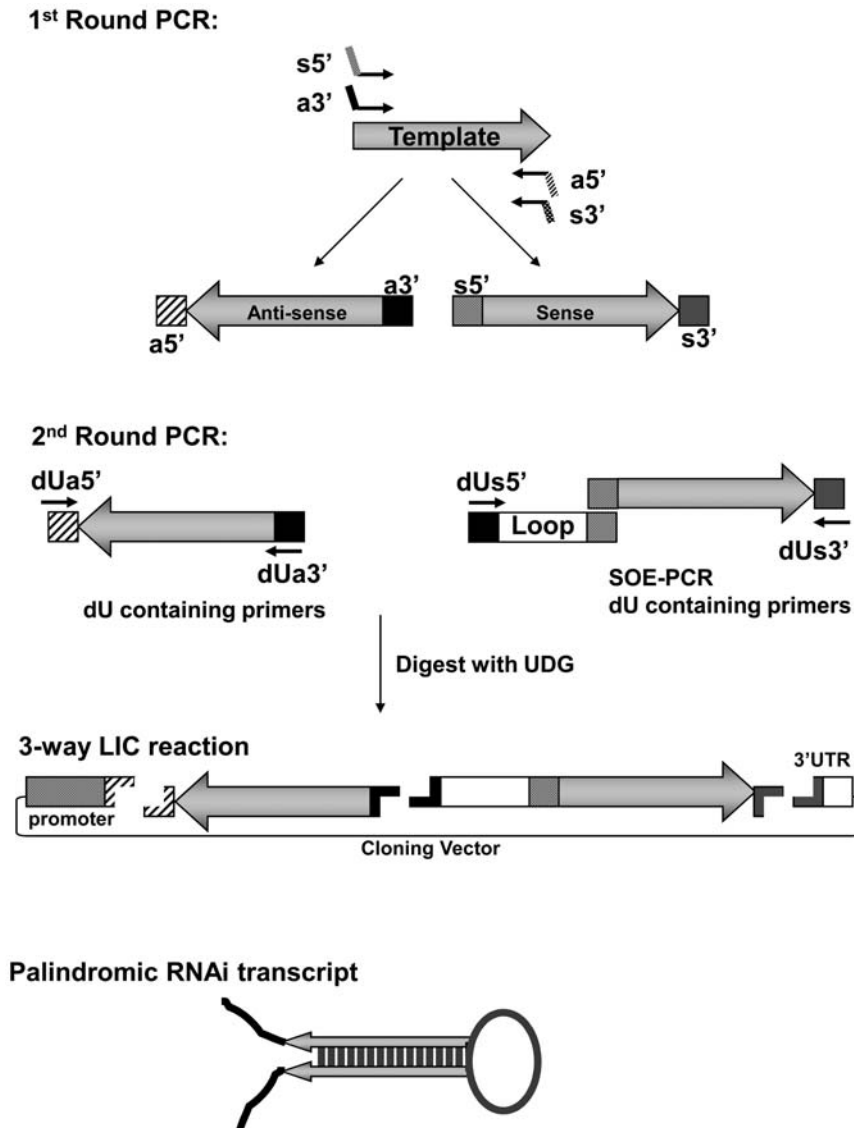 1st Round PCR:
s5'
a3'
Template
a5'
s3'
a3' s5'
Anti-sense Sense
a5' s3'
2nd Round PCR:
dUa5' dUs5'
Loop
dUa3' dUs3'
SOE-PCR
dU containing primers dU containing primers
Digest with UDG
3-way LIC reaction
3'UTR
promoter
Cloning Vector
Palindromic RNAi transcript